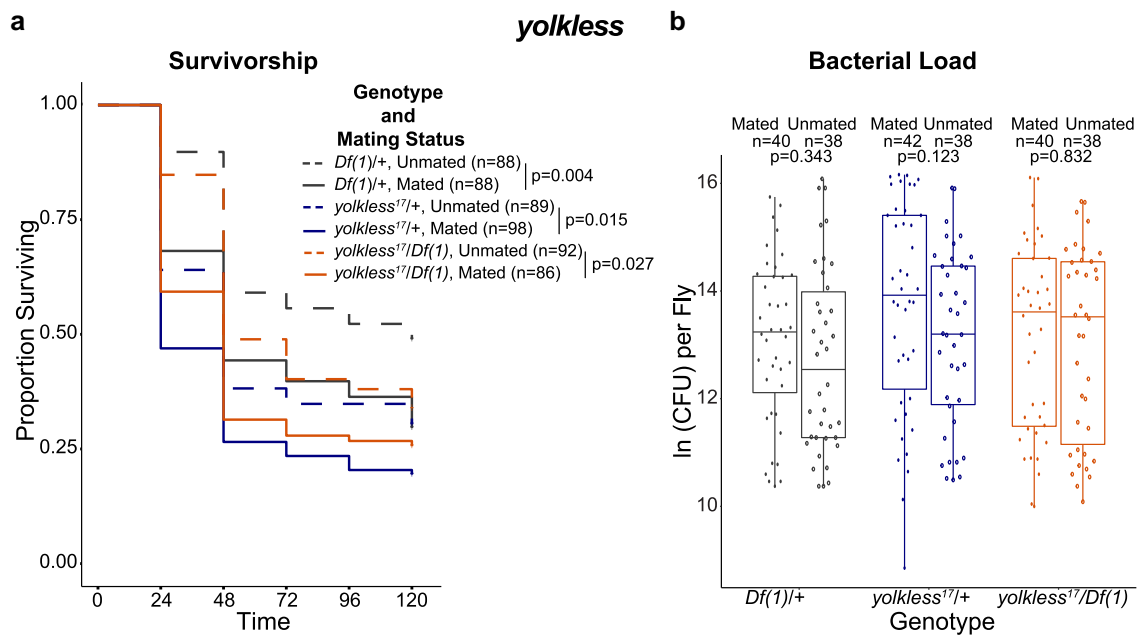 a
yolkless
b
Survivorship
Bacterial Load
Genotype
and
Mating Status
Df(1)/+, Unmated (n=88)
Df(1)/+, Mated (n=88)
p=0.004
yolkless¹⁷/+, Unmated (n=89)
yolkless¹⁷/+, Mated (n=98)
p=0.015
yolkless¹⁷/Df(1), Unmated (n=92)
yolkless¹⁷/Df(1), Mated (n=86)
p=0.027
Proportion Surviving
1.00
0.75
0.50
0.25
0.00
0 24 48 72 96 120
Time
Mated Unmated
n=40 n=38
p=0.343
Mated Unmated
n=42 n=38
p=0.123
Mated Unmated
n=40 n=38
p=0.832
ln (CFU) per Fly
16
14
12
10
Df(1)/+ yolkless¹⁷/+ yolkless¹⁷/Df(1)
Genotype